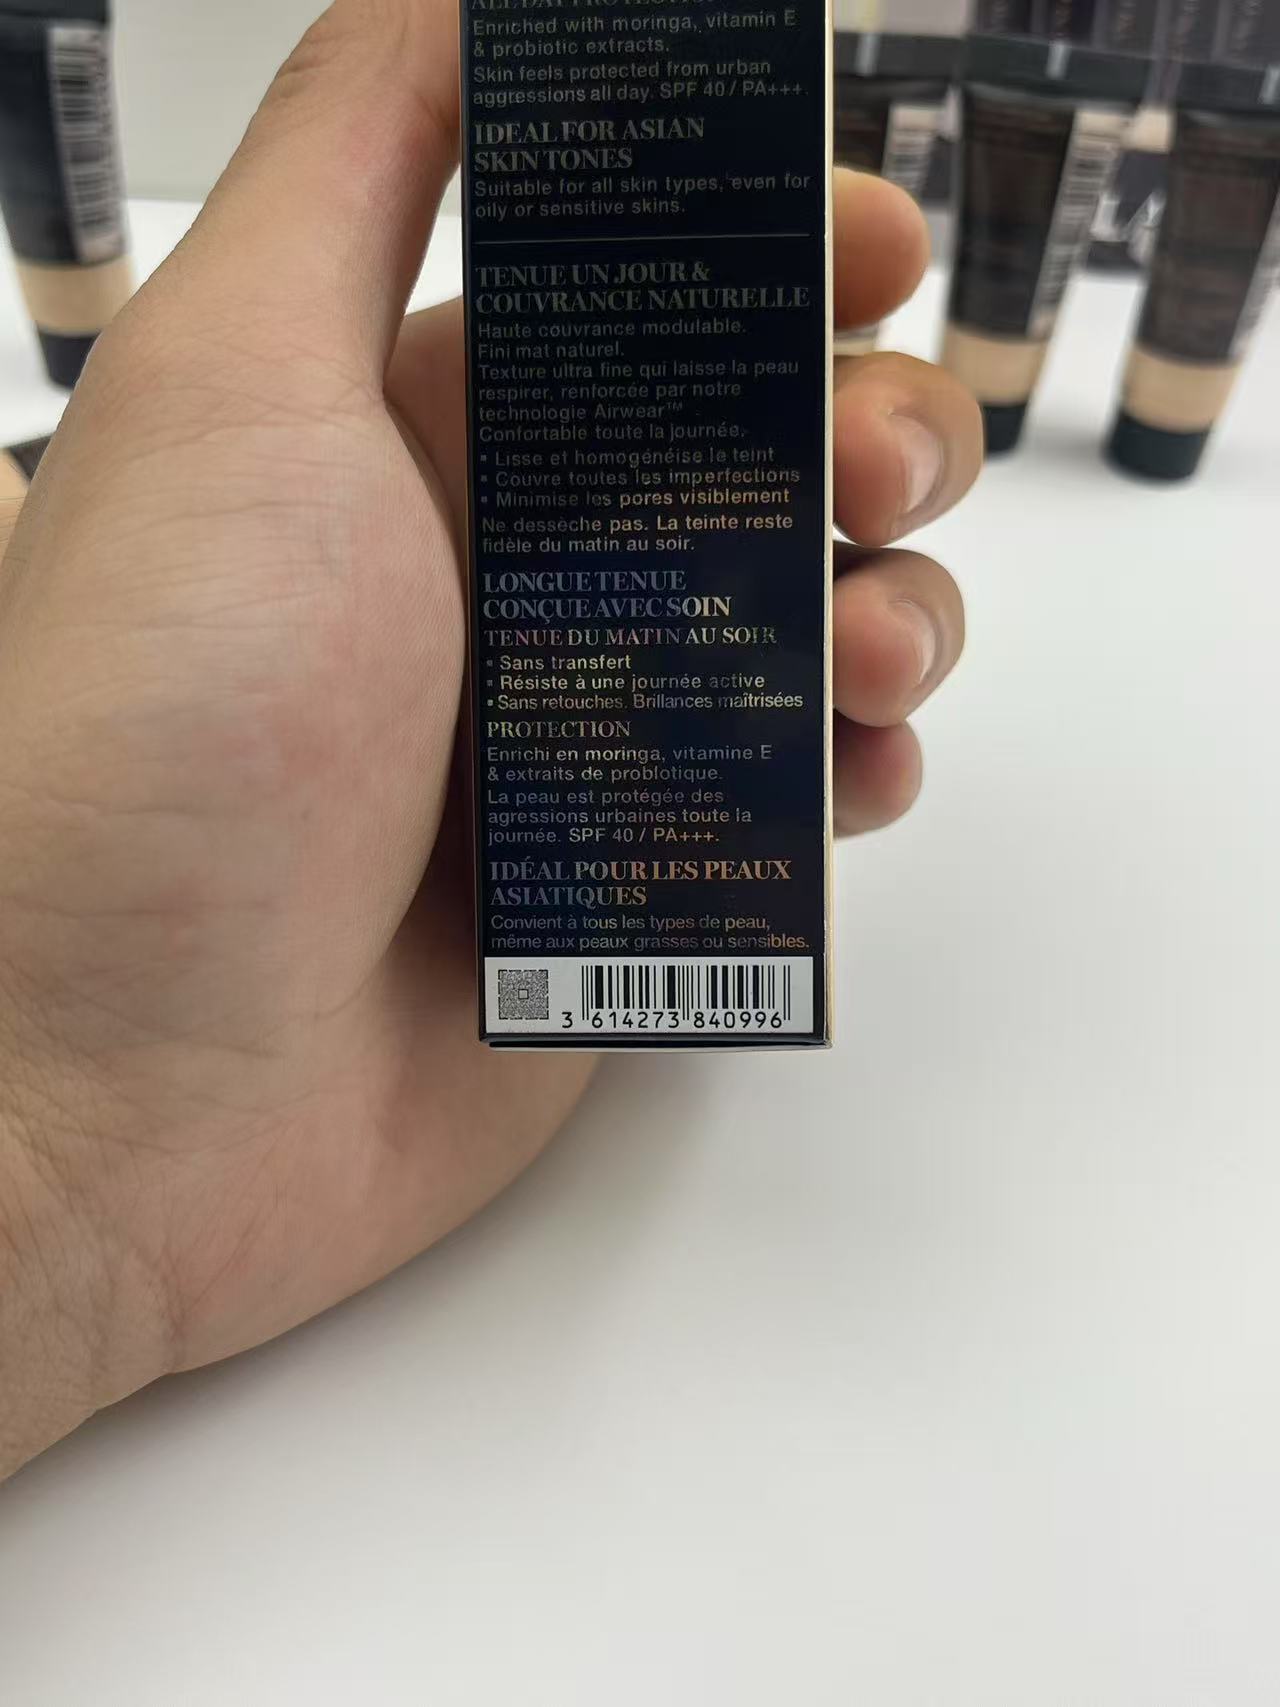 ALL DAY PROTECTION
Enriched with moringa, vitamin E
& probiotic extracts.
Skin feels protected from urban
aggressions all day. SPF 40 / PA+++.
IDEAL FOR ASIAN
SKIN TONES
Suitable for all skin types, even for
oily or sensitive skins.
TENUE UN JOUR &
COUVRANCE NATURELLE
Haute couvrance modulable.
Fini mat naturel.
Texture ultra fine qui laisse la peau
respirer, renforcée par notre
technologie Airwear™
Confortable toute la journée.
▪ Lisse et homogénéise le teint
▪ Couvre toutes les imperfections
▪ Minimise les pores visiblement
Ne dessèche pas. La teinte reste
fidèle du matin au soir.
LONGUE TENUE
CONÇUE AVEC SOIN
TENUE DU MATIN AU SOIR
▪ Sans transfert
▪ Résiste à une journée active
▪ Sans retouches. Brillances maîtrisées
PROTECTION
Enrichi en moringa, vitamine E
& extraits de problotique.
La peau est protégée des
agressions urbaines toute la
journée. SPF 40 / PA+++.
IDÉAL POUR LES PEAUX
ASIATIQUES
Convient à tous les types de peau,
même aux peaux grasses ou sensibles.
3 614273 840996